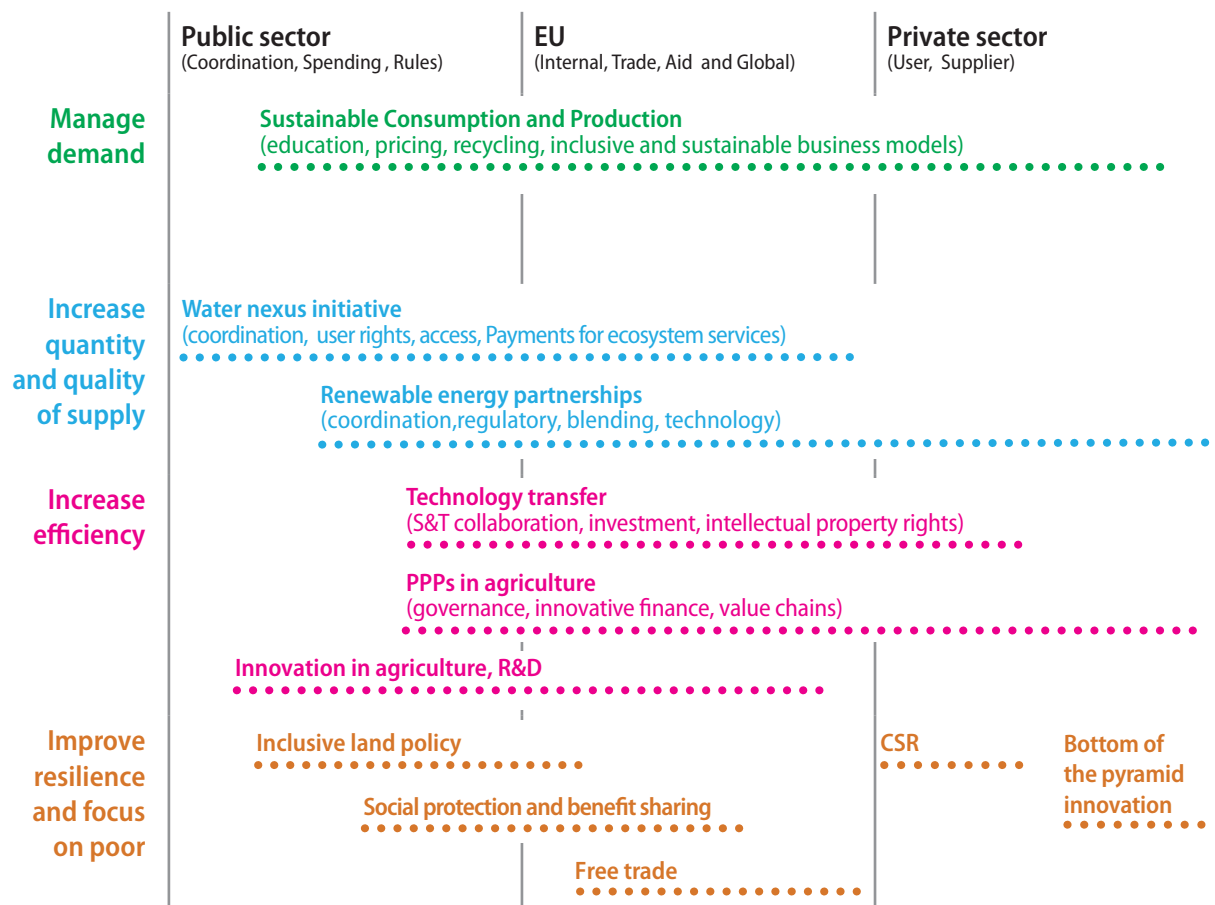 Public sector
(Coordination, Spending , Rules)
EU
(Internal, Trade, Aid and Global)
Private sector
(User, Supplier)
Manage
demand
Sustainable Consumption and Production
(education, pricing, recycling, inclusive and sustainable business models)
Increase
quantity
and quality
of supply
Water nexus initiative
(coordination, user rights, access, Payments for ecosystem services)
Renewable energy partnerships
(coordination,regulatory, blending, technology)
Increase
efficiency
Technology transfer
(S&T collaboration, investment, intellectual property rights)
PPPs in agriculture
(governance, innovative finance, value chains)
Innovation in agriculture, R&D
Improve
resilience
and focus
on poor
Inclusive land policy
CSR
Bottom of
the pyramid
innovation
Social protection and benefit sharing
Free trade